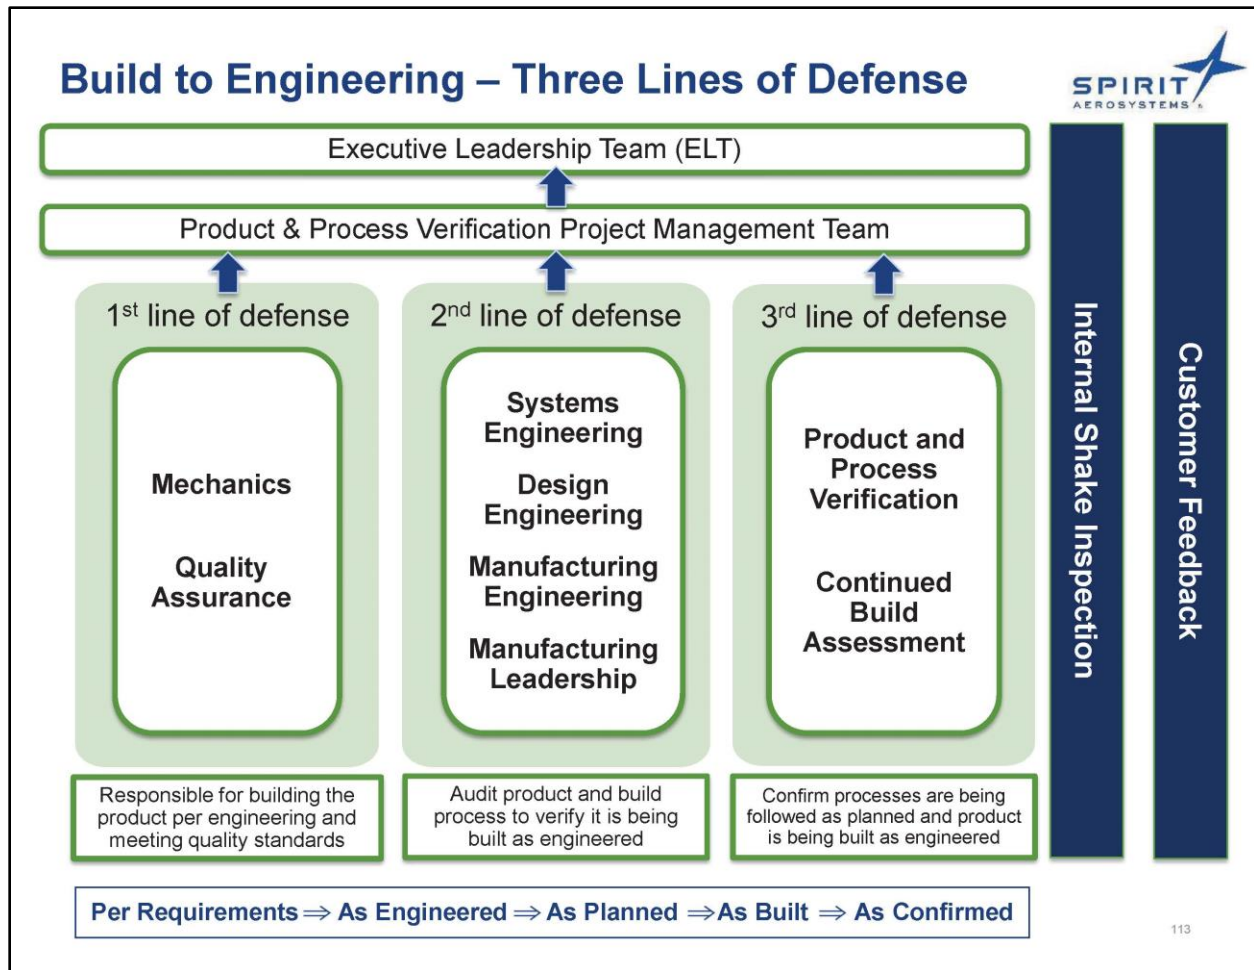 Build to Engineering – Three Lines of Defense
SPIRIT
AEROSYSTEMS
Executive Leadership Team (ELT)
Product & Process Verification Project Management Team
1st line of defense
Mechanics
Quality
Assurance
Responsible for building the
product per engineering and
meeting quality standards
2nd line of defense
Systems
Engineering
Design
Engineering
Manufacturing
Engineering
Manufacturing
Leadership
Audit product and build
process to verify it is being
built as engineered
3rd line of defense
Product and
Process
Verification
Continued
Build
Assessment
Confirm processes are being
followed as planned and product
is being built as engineered
Internal Shake Inspection
Customer Feedback
Per Requirements ⇒ As Engineered ⇒ As Planned ⇒As Built ⇒ As Confirmed
113